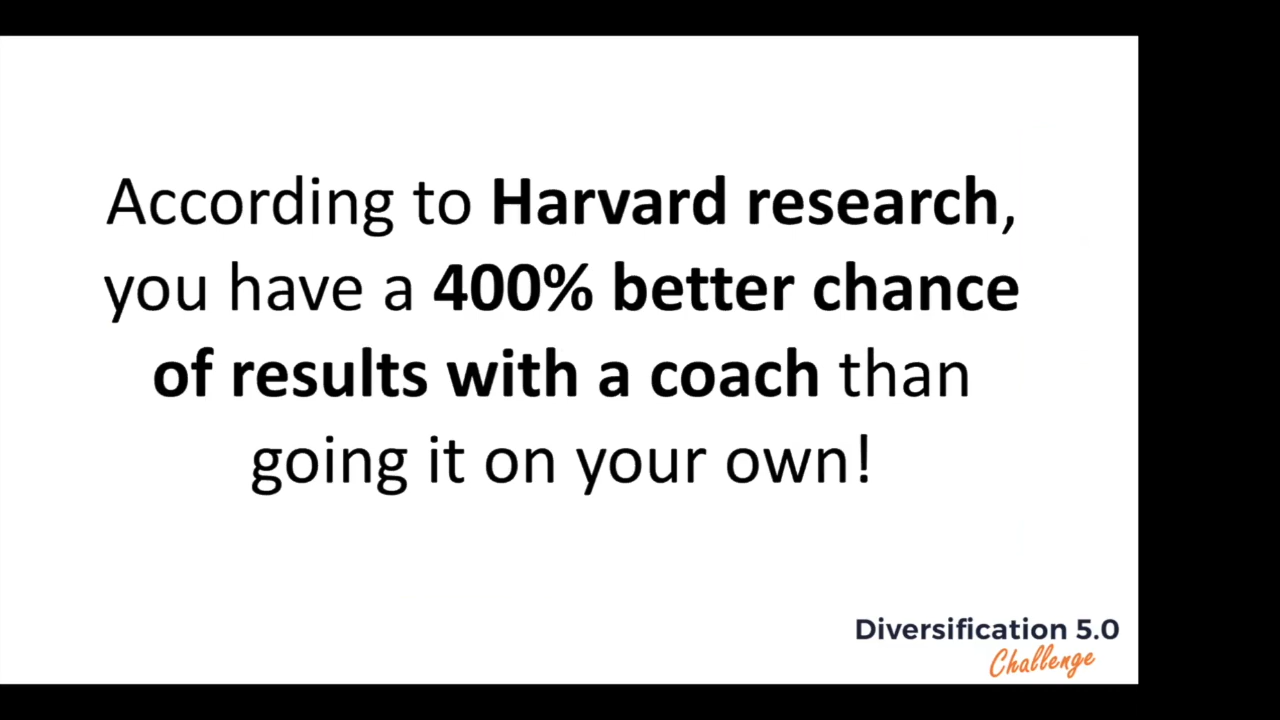 According to Harvard research,
you have a 400% better chance
of results with a coach than
going it on your own!
Diversification 5.0
Challenge